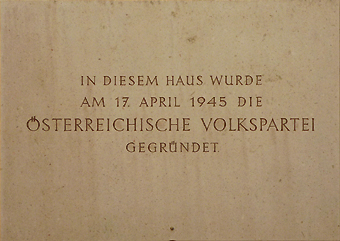 IN DIESEM HAUS WURDE
AM 17. APRIL 1945 DIE
ÖSTERREICHISCHE VOLKSPARTEI
GEGRÜNDET.